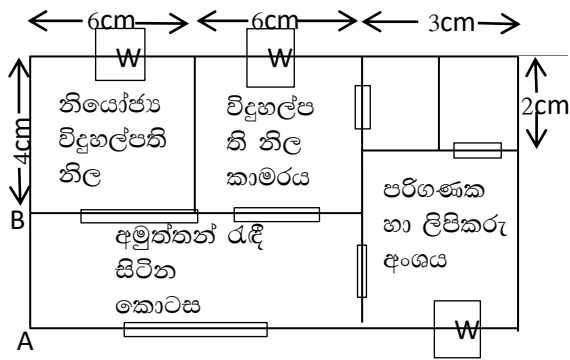 6cm 6cm 3cm
W W
4cm
නියෝජ්‍ය
විදුහල්පති
නිල
විදුහල්ප
ති නිල
කාමරය
2cm
පරිගණක
හා ලිපිකරු
අංශය
B
අමුත්තන් රැඳී
සිටින
කොටස
A
W